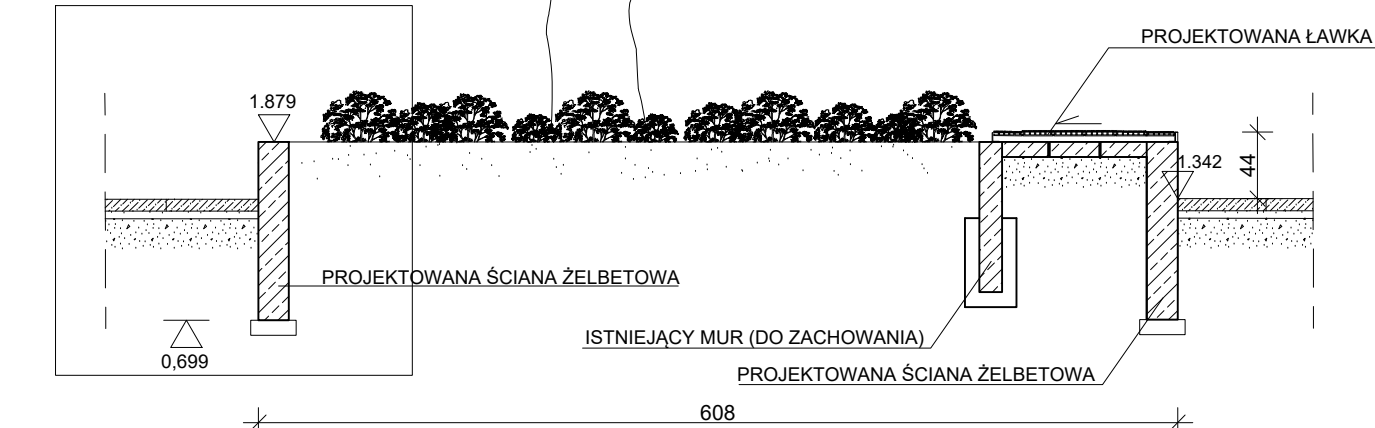 PROJEKTOWANA ŁAWKA
1.879
1.342
44
PROJEKTOWANA ŚCIANA ŻELBETOWA
ISTNIEJĄCY MUR (DO ZACHOWANIA)
0,699
PROJEKTOWANA ŚCIANA ŻELBETOWA
608